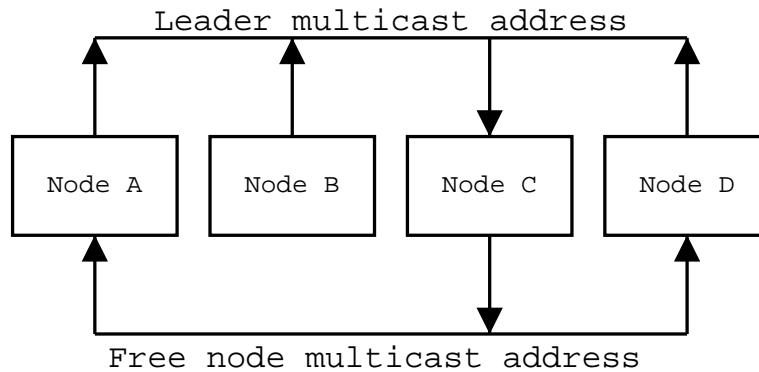 Leader multicast address
Node A
Node B
Node C
Node D
Free node multicast address